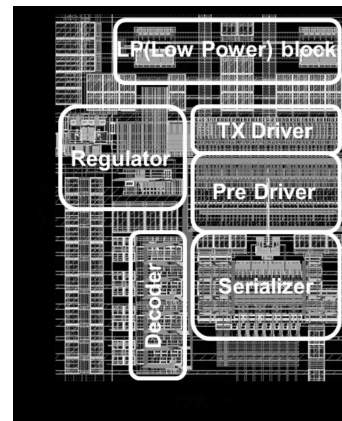 LP(Low Power) block
TX Driver
Regulator
Pre Driver
Decoder
Serializer